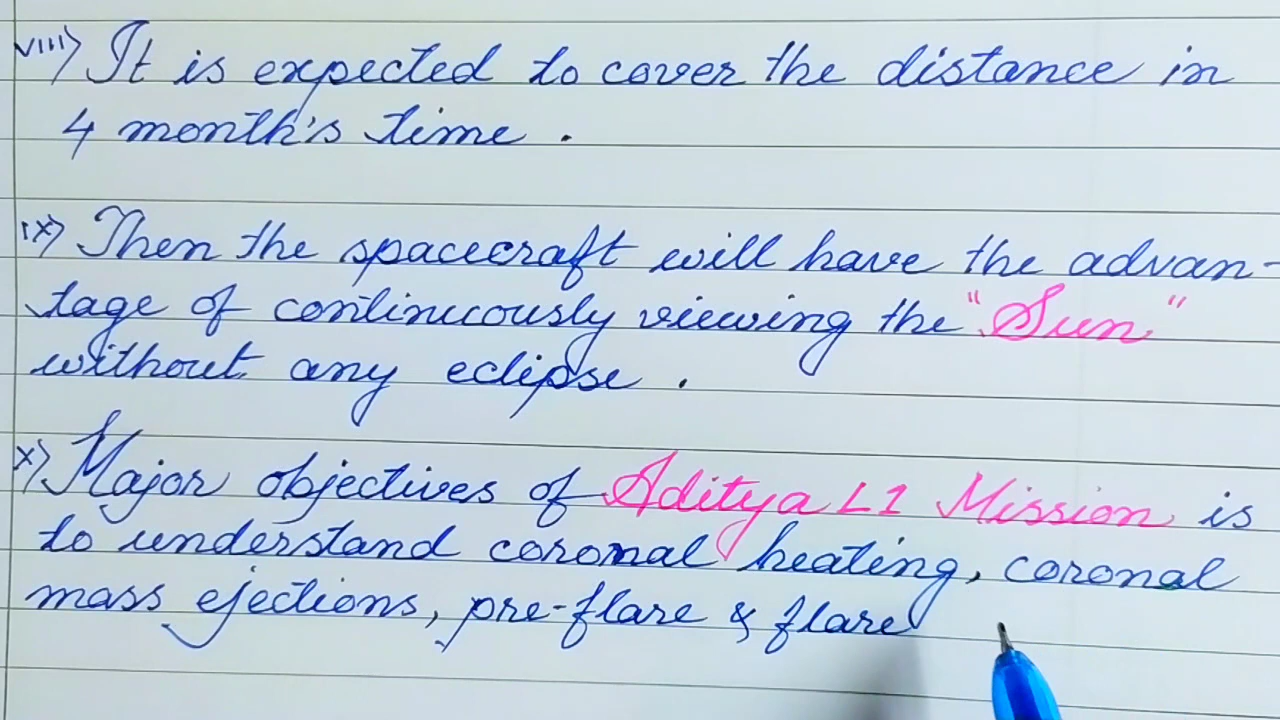 viii) It is expected to cover the distance in
4 month's time .
ix) Then the spacecraft will have the advan-
tage of continuously viewing the "Sun"
without any eclipse .
x) Major objectives of Aditya L1 Mission is
to understand coronal heating, coronal
mass ejections, pre-flare & flare